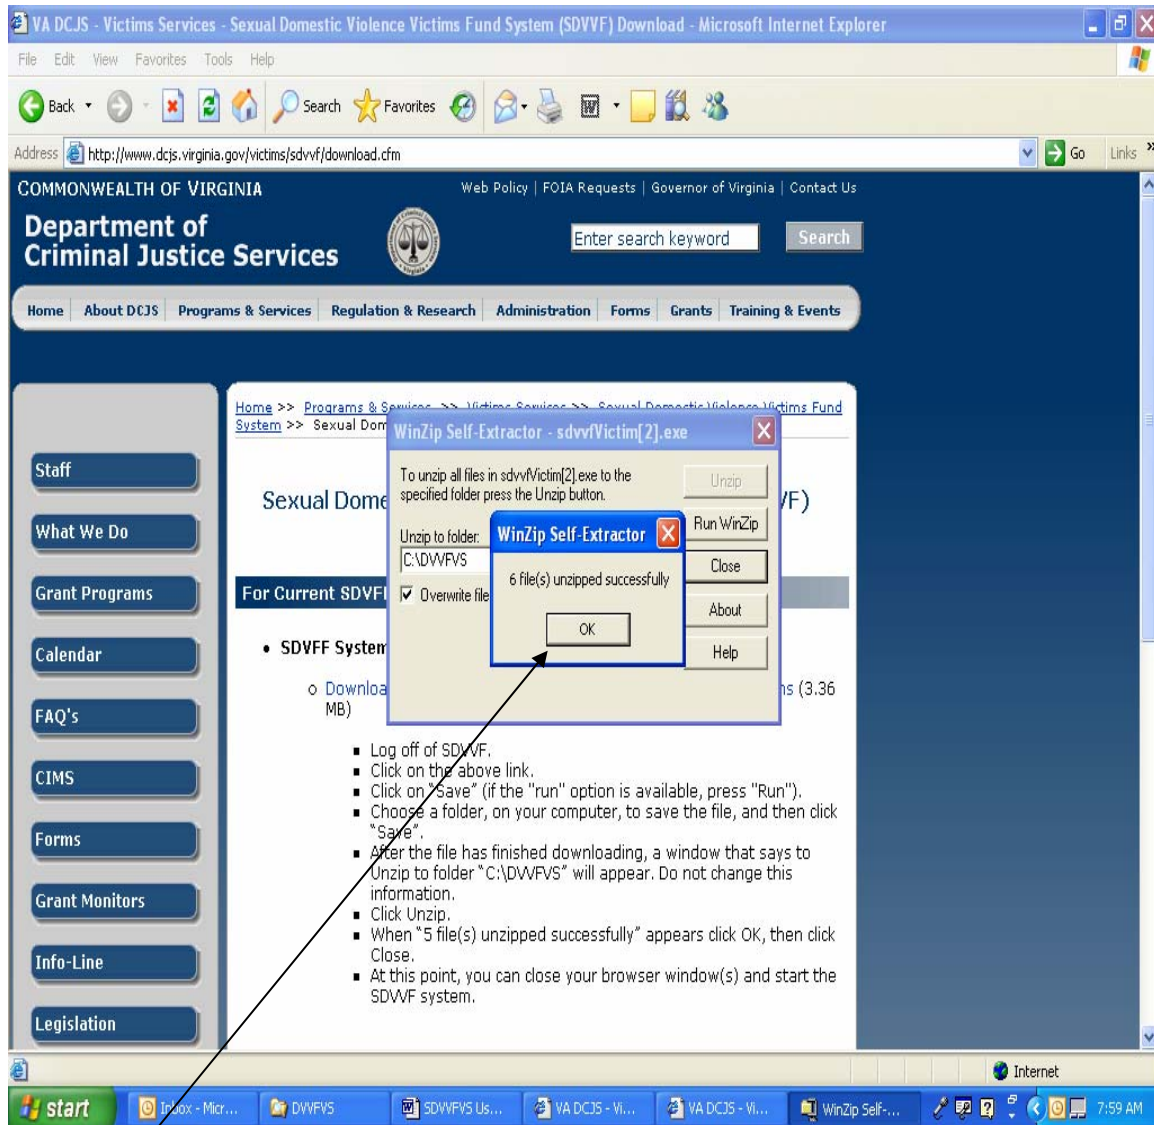 VA DCJS - Victims Services - Sexual Domestic Violence Victims Fund System (SDVVF) Download - Microsoft Internet Explorer
File Edit View Favorites Tools Help
Back Search Favorites
Address http://www.dcjs.virginia.gov/victims/sdvvf/download.cfm Go Links »
COMMONWEALTH OF VIRGINIA Web Policy | FOIA Requests | Governor of Virginia | Contact Us
Department of
Criminal Justice Services
Enter search keyword Search
Home About DCJS Programs & Services Regulation & Research Administration Forms Grants Training & Events
Home >> Programs & Services >> Victims Services >> Sexual Domestic Violence Victims Fund
System >> Sexual Dom
Staff
What We Do
Grant Programs
Calendar
FAQ's
CIMS
Forms
Grant Monitors
Info-Line
Legislation
Sexual Dome VF)
For Current SDVF
• SDVFF System
o Downloa ns (3.36
MB)
WinZip Self-Extractor - sdvvfVictim[2].exe
To unzip all files in sdvvfVictim[2].exe to the
specified folder press the Unzip button.
Unzip to folder:
C:\DVVFVS
Overwrite file
Unzip
Run WinZip
Close
About
Help
WinZip Self-Extractor
6 file(s) unzipped successfully
OK
▪ Log off of SDVVF.
▪ Click on the above link.
▪ Click on "Save" (if the "run" option is available, press "Run").
▪ Choose a folder, on your computer, to save the file, and then click
"Save".
▪ After the file has finished downloading, a window that says to
Unzip to folder "C:\DVVFVS" will appear. Do not change this
information.
▪ Click Unzip.
▪ When "5 file(s) unzipped successfully" appears click OK, then click
Close.
▪ At this point, you can close your browser window(s) and start the
SDVVF system.
Internet
start Inbox - Micr... DVVFVS SDVVFVS Us... VA DCJS - Vi... VA DCJS - Vi... WinZip Self-... 7:59 AM